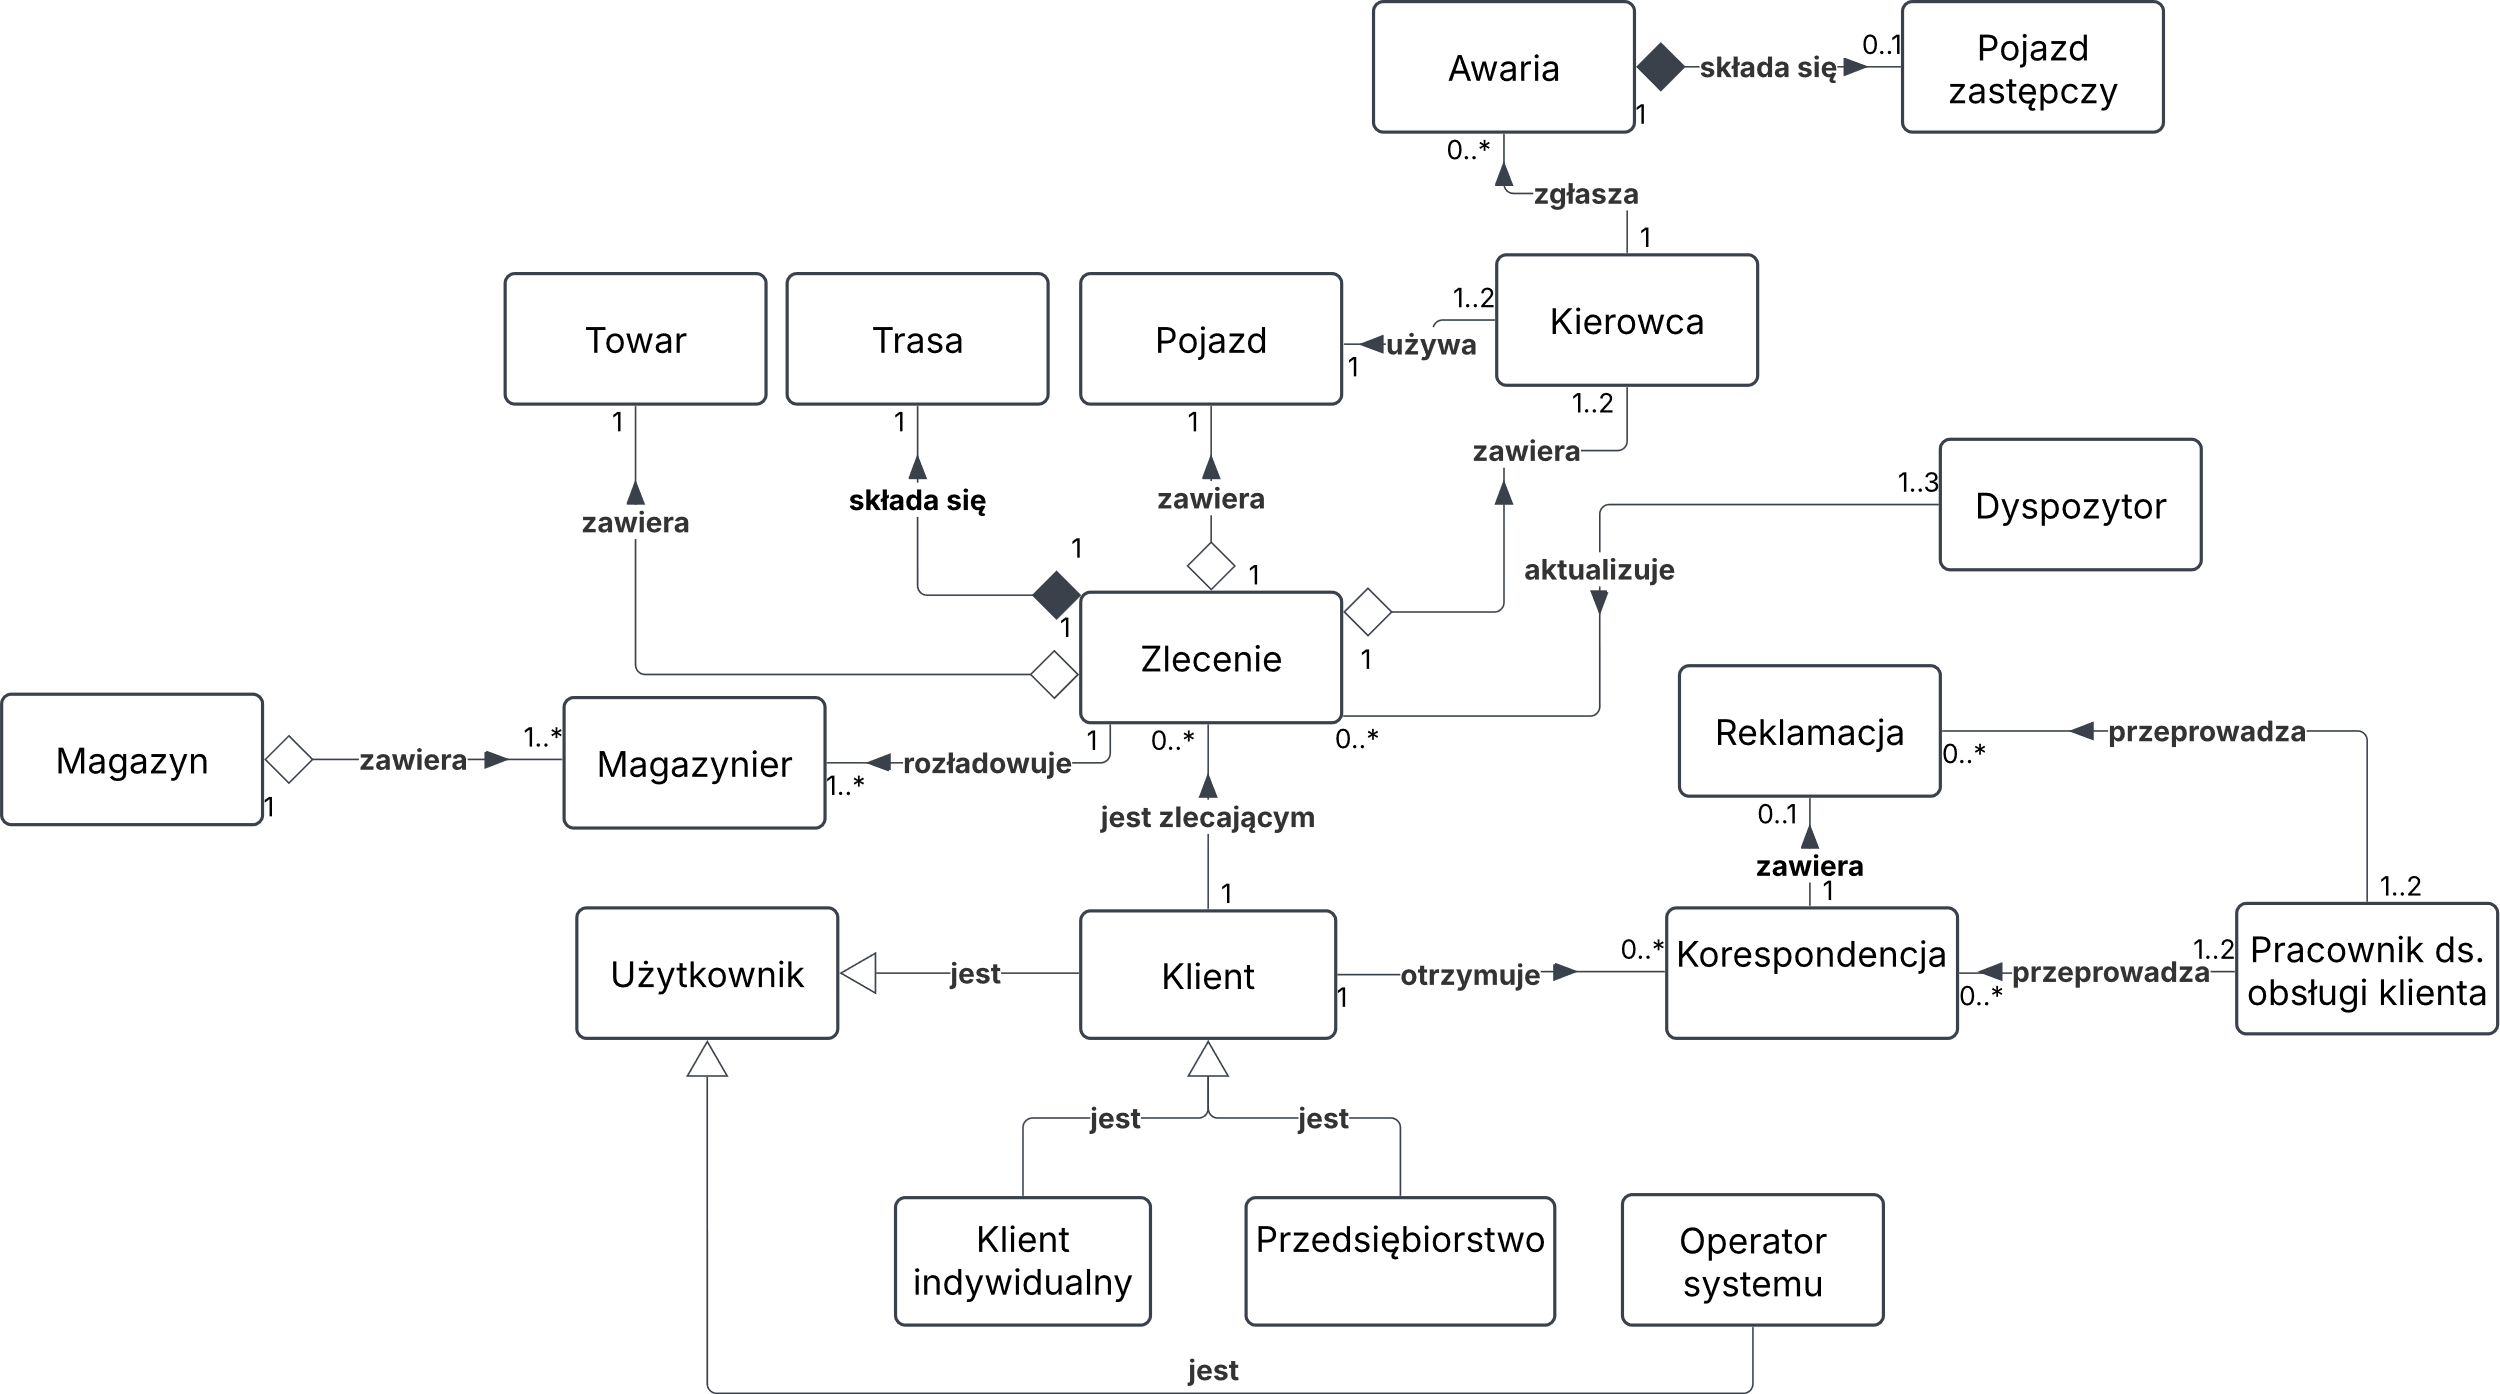 Awaria
składa się
0..1
1
Pojazd
zastępczy
0..*
zgłasza
1
Towar
Trasa
Pojazd
Kierowca
1..2
używa
1
1
1
1
1..2
zawiera
składa się
zawiera
zawiera
Dyspozytor
1..3
aktualizuje
1
1
1
1
Zlecenie
0..*
1
0..*
Magazyn
1
zawiera
1..*
Magazynier
1..*
rozładowuje
jest zlecającym
1
Reklamacja
0..*
przeprowadza
0..1
zawiera
1
1..2
Użytkownik
jest
Klient
1
otrzymuje
0..*
Korespondencja
0..*
przeprowadza
1..2
Pracownik ds.
obsługi klienta
jest
jest
Klient
indywidualny
Przedsiębiorstwo
Operator
systemu
jest